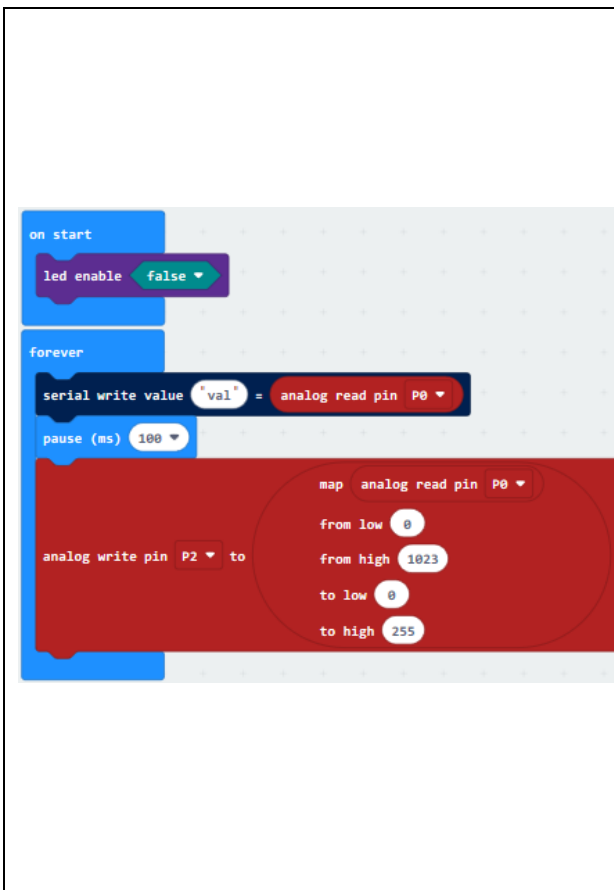 on start
led enable false
forever
serial write value "val" = analog read pin P0
pause (ms) 100
map analog read pin P0
from low 0
from high 1023
analog write pin P2 to
to low 0
to high 255